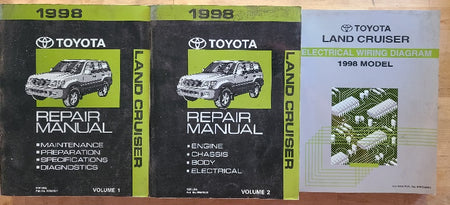 1998
TOYOTA
LAND CRUISER
REPAIR
MANUAL
■MAINTENANCE
■PREPARATION
■SPECIFICATIONS
■DIAGNOSTICS
VOLUME 1
1998
TOYOTA
LAND CRUISER
REPAIR
MANUAL
■ENGINE
■CHASSIS
■BODY
■ELECTRICAL
VOLUME 2
TOYOTA
LAND CRUISER
ELECTRICAL WIRING DIAGRAM
1998 MODEL